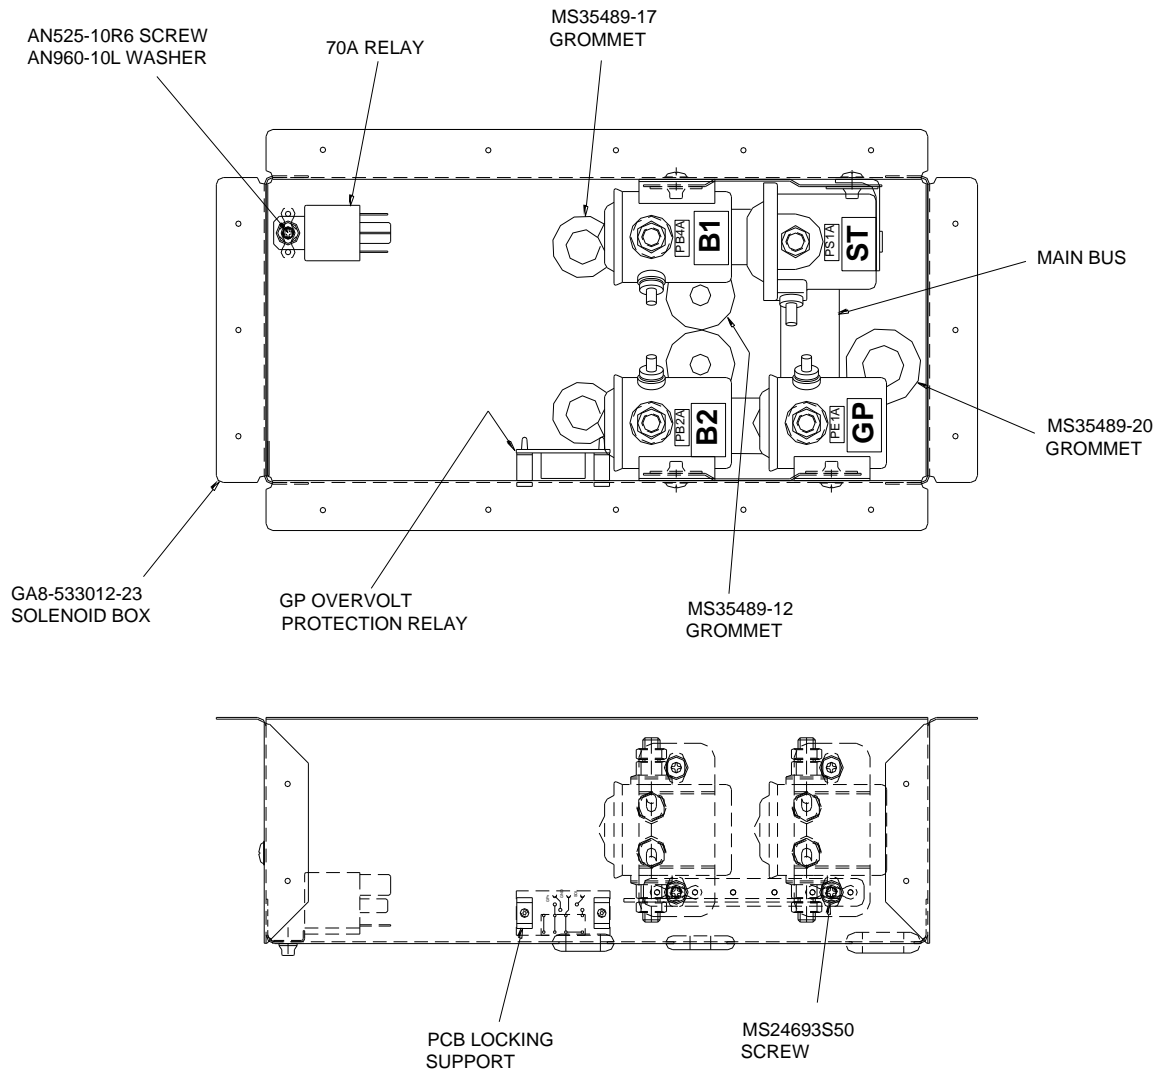 MS35489-17
GROMMET
AN525-10R6 SCREW
AN960-10L WASHER
70A RELAY
PB4A
B1
PS1A
ST
MAIN BUS
PB2A
B2
PE1A
GP
MS35489-20
GROMMET
GA8-533012-23
SOLENOID BOX
GP OVERVOLT
PROTECTION RELAY
MS35489-12
GROMMET
PCB LOCKING
SUPPORT
MS24693S50
SCREW